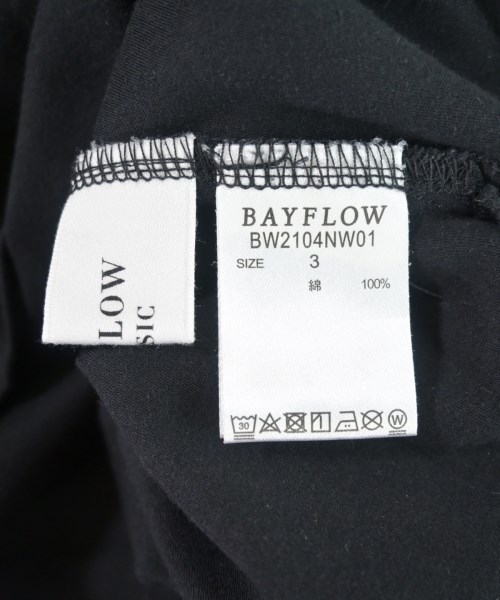 LOW
SIC
BAYFLOW
BW2104NW01
SIZE 3
綿 100%
30
W